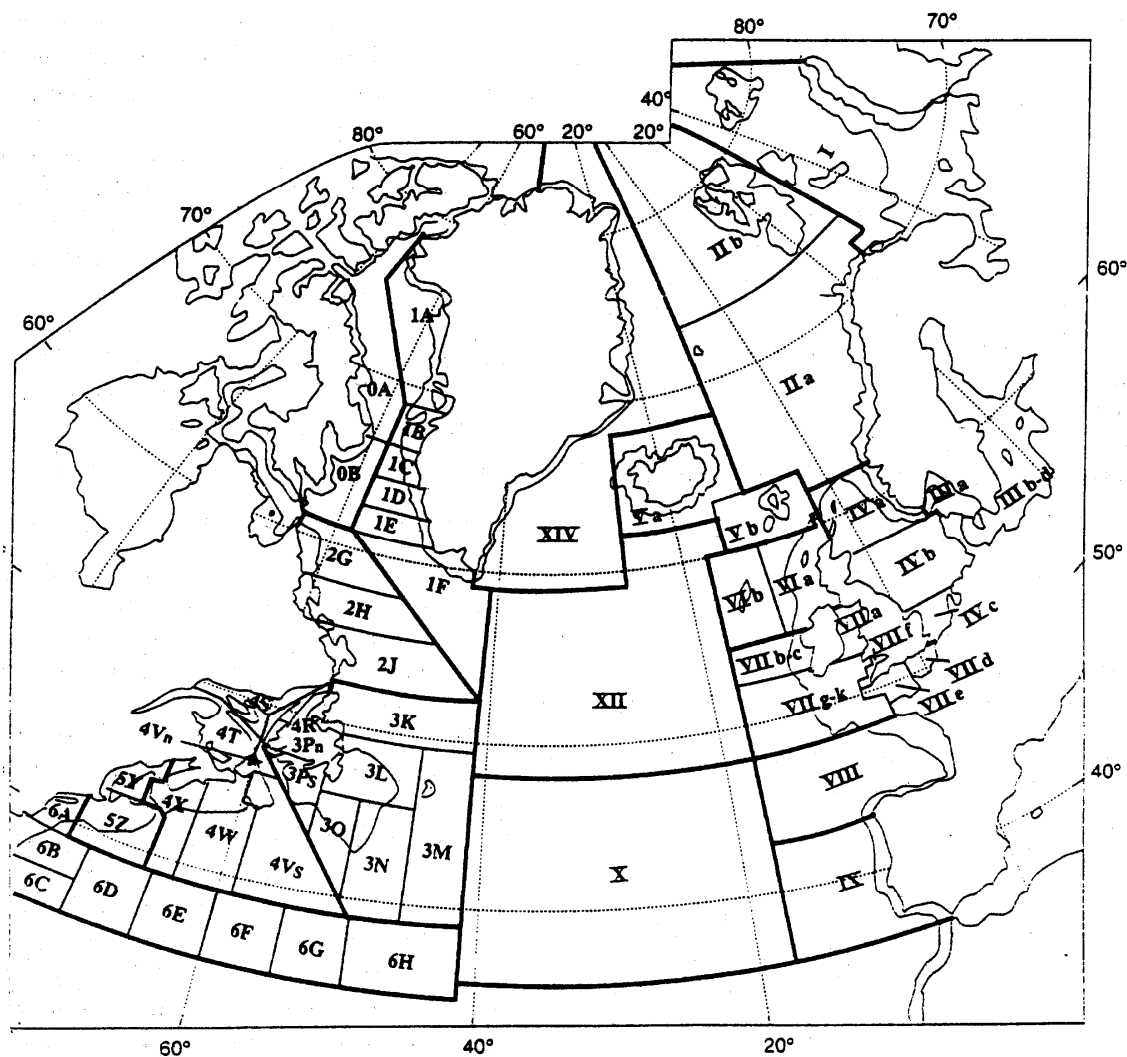 80° 70°
40°
80° 60° 20° 20°
70°
I
II b
60°
60°
1A
0A
II a
1B
0B 1C
1D
1E
V a
V b
XIV
IV a
III a
III b-d
2G
1F
50°
IV b
VI b
VI a
2H
VII a
IV c
VII f
2J
VII b-c
VII d
XII
VII g-k
VII e
4S
3K
4R
4Vn 4T
3Pn
3Ps
3L
VIII
40°
5Y
4X
6A 5Z
4W
3O
6B
4Vs
3N
3M
X
IX
6C
6D
6E
6F
6G
6H
60° 40° 20°